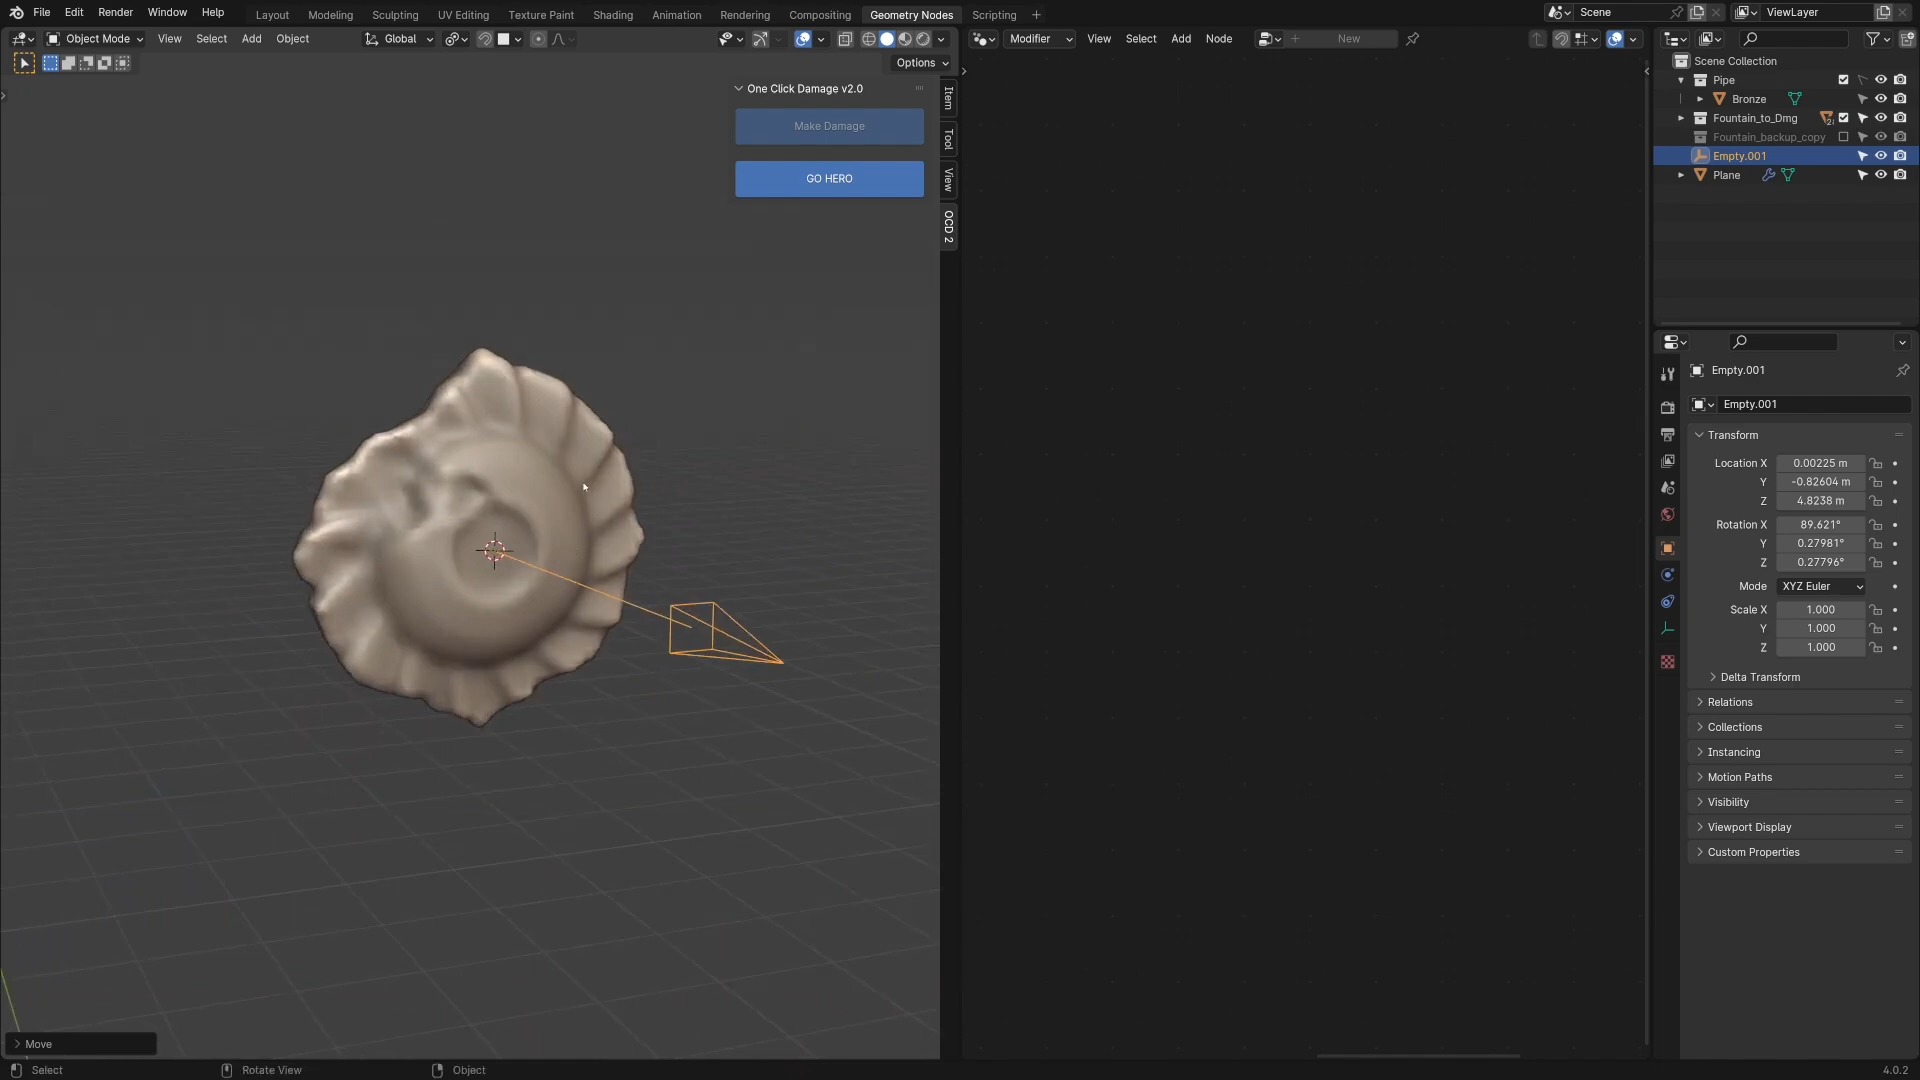 File Edit Render Window Help
Layout Modeling Sculpting UV Editing Texture Paint Shading Animation Rendering Compositing Geometry Nodes Scripting
Scene
ViewLayer
Object Mode View Select Add Object
Global
Options
Modifier View Select Add Node
New
One Click Damage v2.0
Make Damage
GO HERO
Item
Tool
View
OCD 2
Scene Collection
Pipe
Bronze
Fountain_to_Dmg
Fountain_backup_copy
Empty.001
Plane
Empty.001
Empty.001
Transform
Location X 0.00225 m
Y -0.82604 m
Z 4.8238 m
Rotation X 89.621°
Y 0.27981°
Z 0.27796°
Mode XYZ Euler
Scale X 1.000
Y 1.000
Z 1.000
Delta Transform
Relations
Collections
Instancing
Motion Paths
Visibility
Viewport Display
Custom Properties
Move
Select
Rotate View
Object
4.0.2